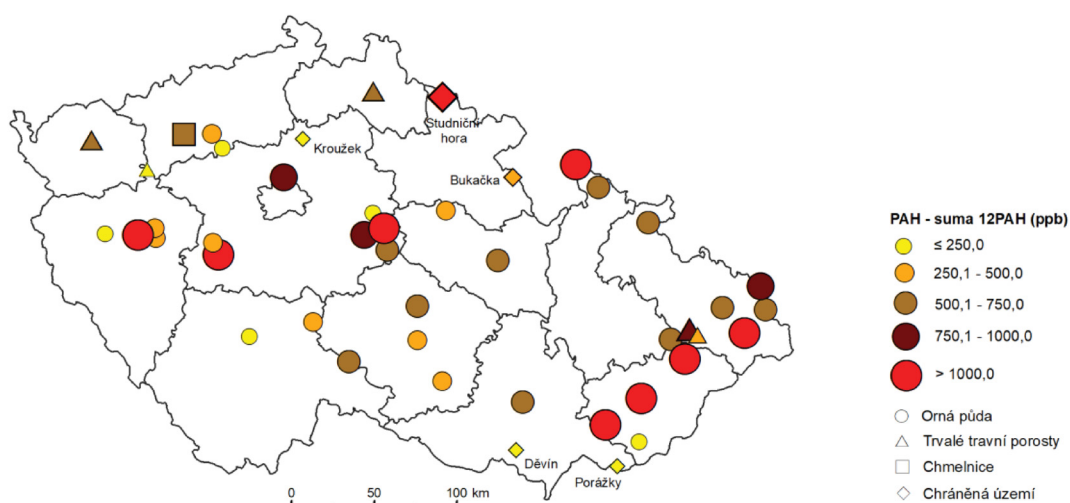 Studniční
hora
Kroužek
Bukačka
Děvín
Porážky
0 50 100 km
PAH - suma 12PAH (ppb)
≤ 250,0
250,1 - 500,0
500,1 - 750,0
750,1 - 1000,0
> 1000,0
Orná půda
Trvalé travní porosty
Chmelnice
Chráněná území